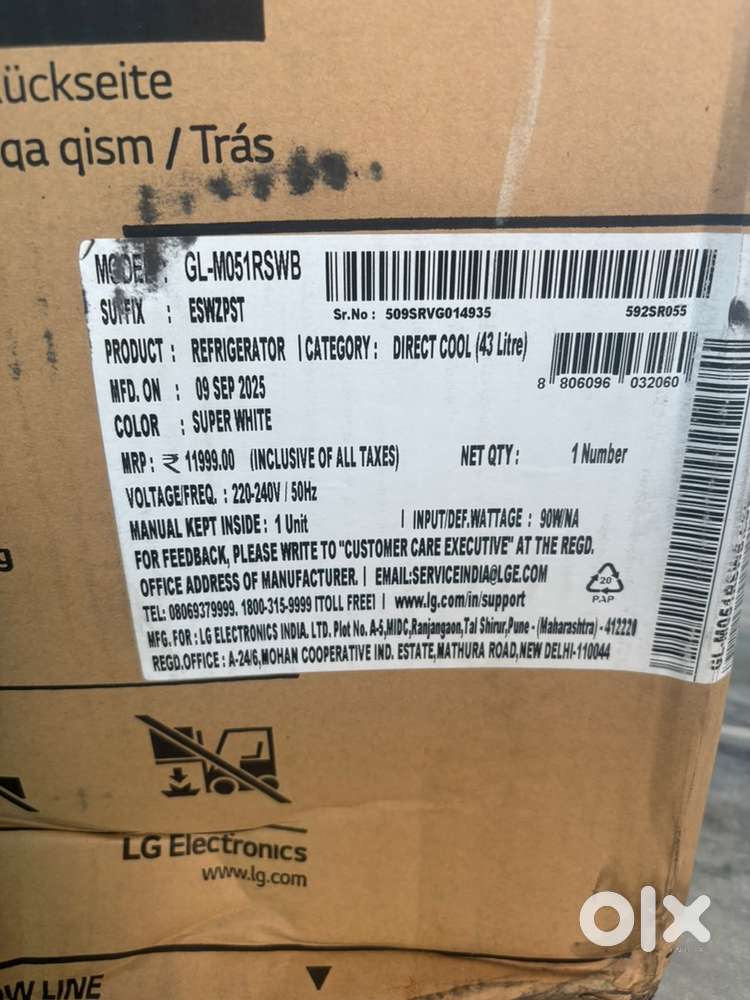 ückseite
qa qism / Trás
MODEL : GL-M051RSWB
SUFFIX : ESWZPST
Sr.No : 509SRVG014935 592SR055
PRODUCT : REFRIGERATOR | CATEGORY : DIRECT COOL (43 Litre)
8 806096 032060
MFD. ON : 09 SEP 2025
COLOR : SUPER WHITE
MRP : ₹ 11999.00 (INCLUSIVE OF ALL TAXES) NET QTY : 1 Number
VOLTAGE/FREQ. : 220-240V / 50Hz
MANUAL KEPT INSIDE : 1 Unit | INPUT/DEF.WATTAGE : 90W/NA
FOR FEEDBACK, PLEASE WRITE TO "CUSTOMER CARE EXECUTIVE" AT THE REGD.
OFFICE ADDRESS OF MANUFACTURER. | EMAIL:SERVICEINDIA@LGE.COM
TEL: 08069379999. 1800-315-9999 [TOLL FREE] | www.lg.com/in/support
20
PAP
MFG. FOR : LG ELECTRONICS INDIA. LTD. Plot No. A-5,MIDC,Ranjangaon,Tal Shirur,Pune - (Maharashtra) - 412220
REGD.OFFICE : A-24/6,MOHAN COOPERATIVE IND. ESTATE,MATHURA ROAD,NEW DELHI-110044
GL-M051RSWB
g
LG Electronics
www.lg.com
OW LINE
olx